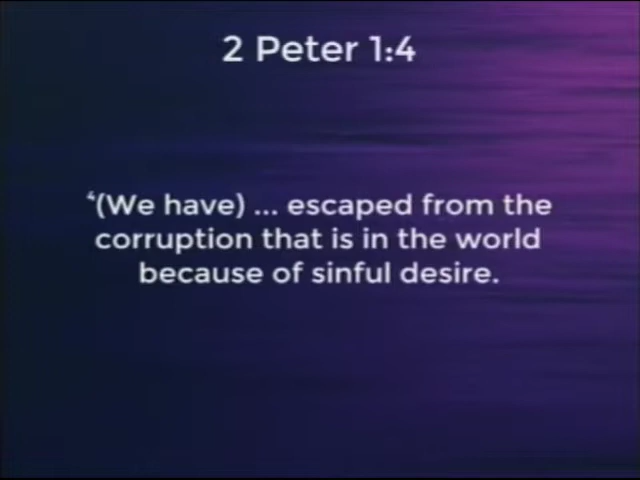 2 Peter 1:4
⁴(We have) ... escaped from the
corruption that is in the world
because of sinful desire.